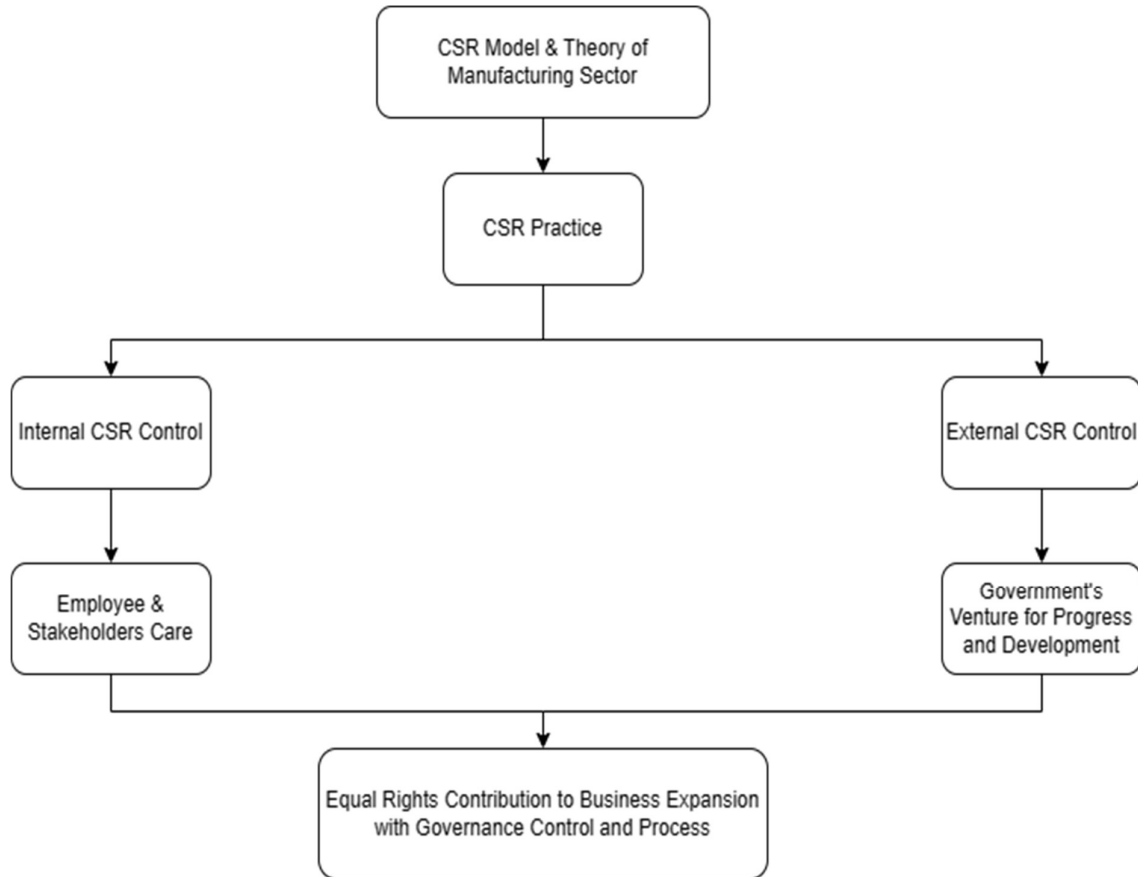 CSR Model & Theory of
Manufacturing Sector
CSR Practice
Internal CSR Control
External CSR Control
Employee &
Stakeholders Care
Government's
Venture for Progress
and Development
Equal Rights Contribution to Business Expansion
with Governance Control and Process